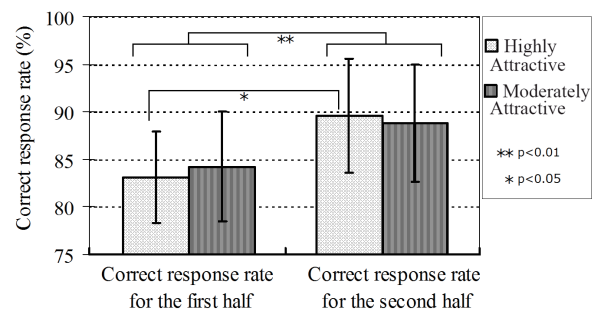 Correct response rate (%)
100
95
90
85
80
75
**
*
Correct response rate
for the first half
Correct response rate
for the second half
Highly
Attractive
Moderately
Attractive
** p<0.01
* p<0.05